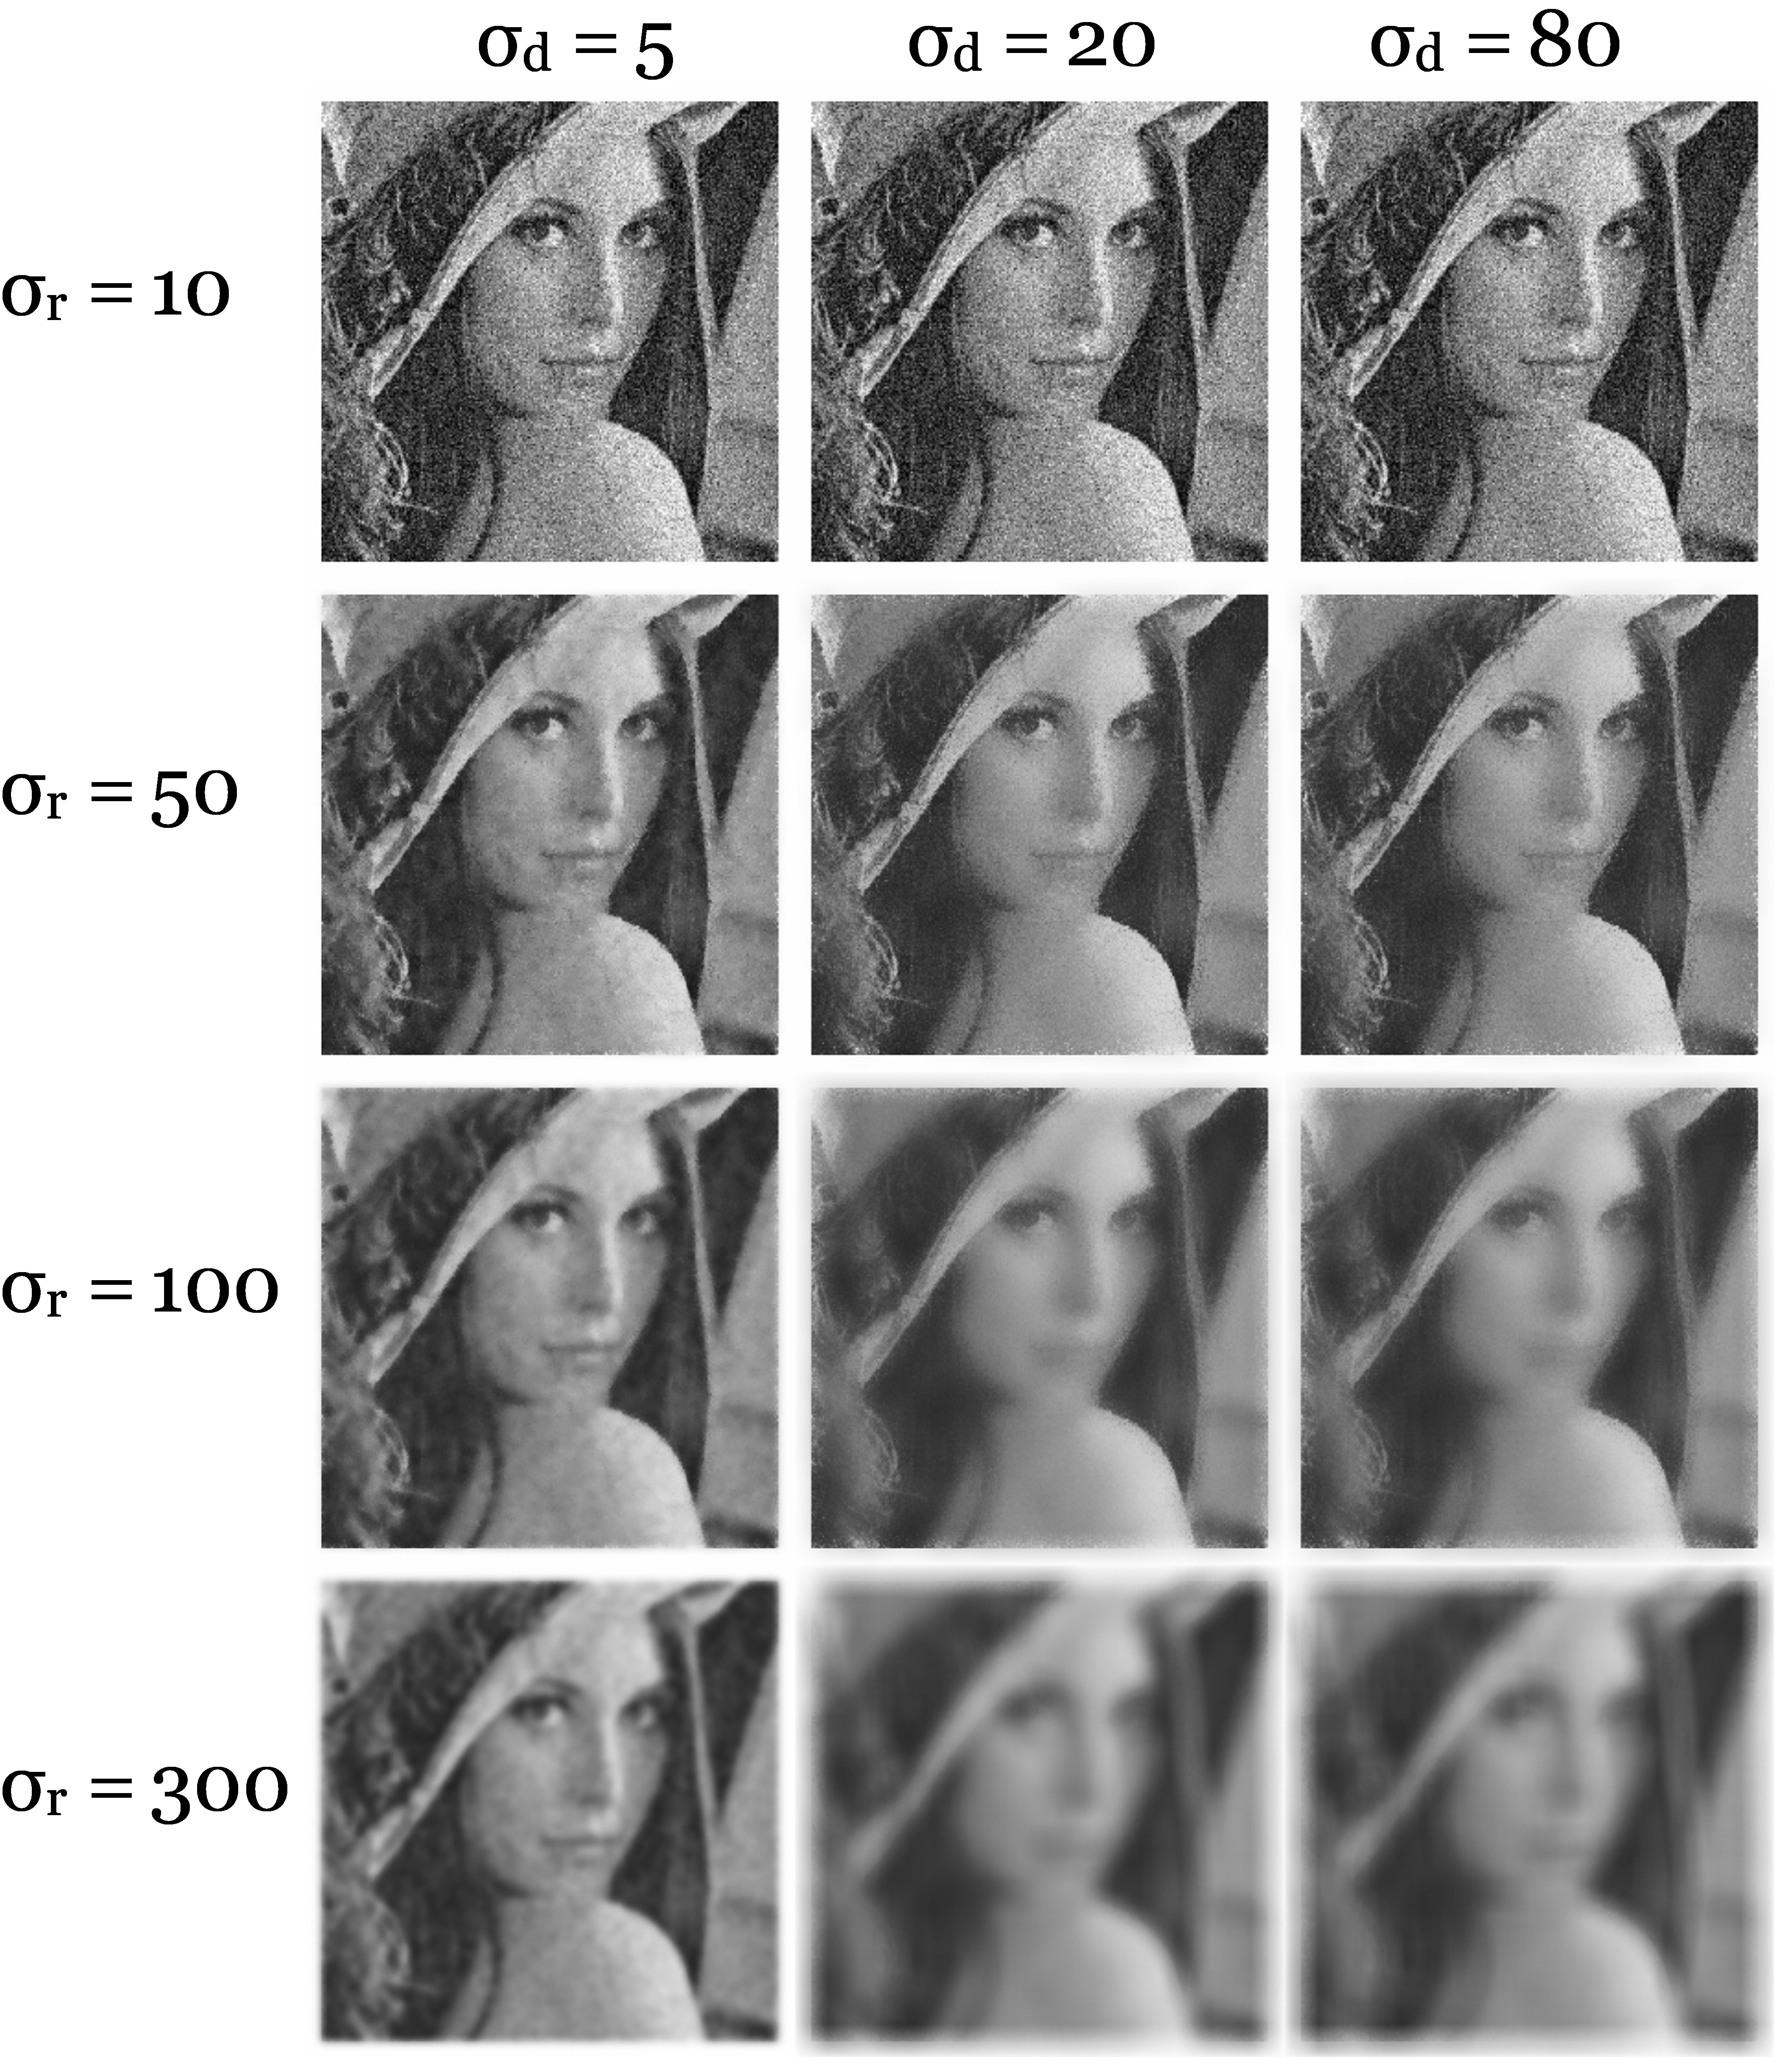 σd = 5 σd = 20 σd = 80
σr = 10
σr = 50
σr = 100
σr = 300